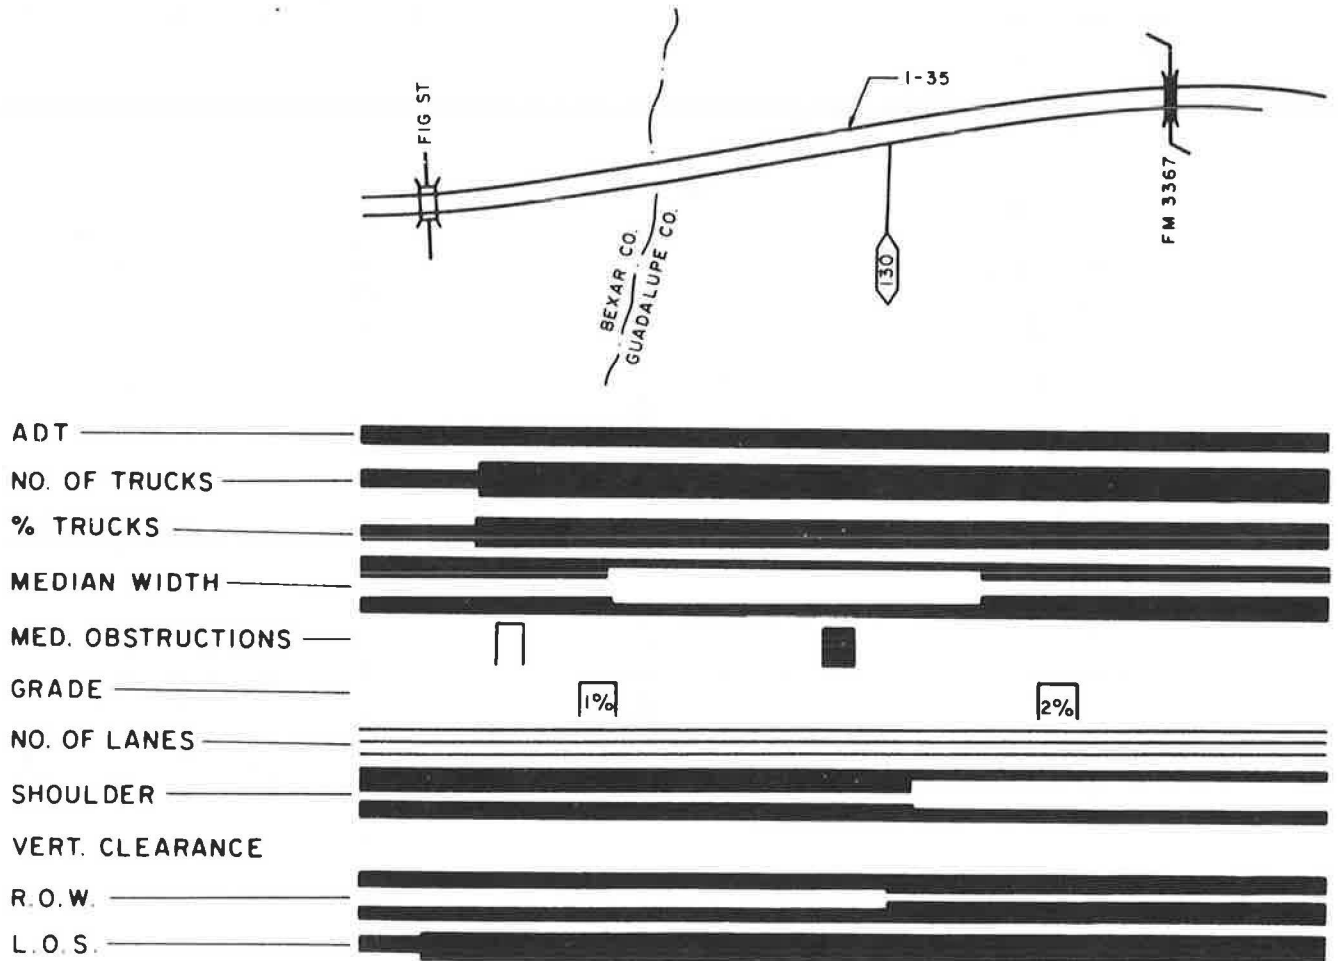 FIG ST
I-35
FM 3367
BEXAR CO.
GUADALUPE CO.
130
ADT
NO. OF TRUCKS
% TRUCKS
MEDIAN WIDTH
MED. OBSTRUCTIONS
GRADE
1%
2%
NO. OF LANES
SHOULDER
VERT. CLEARANCE
R.O.W.
L.O.S.